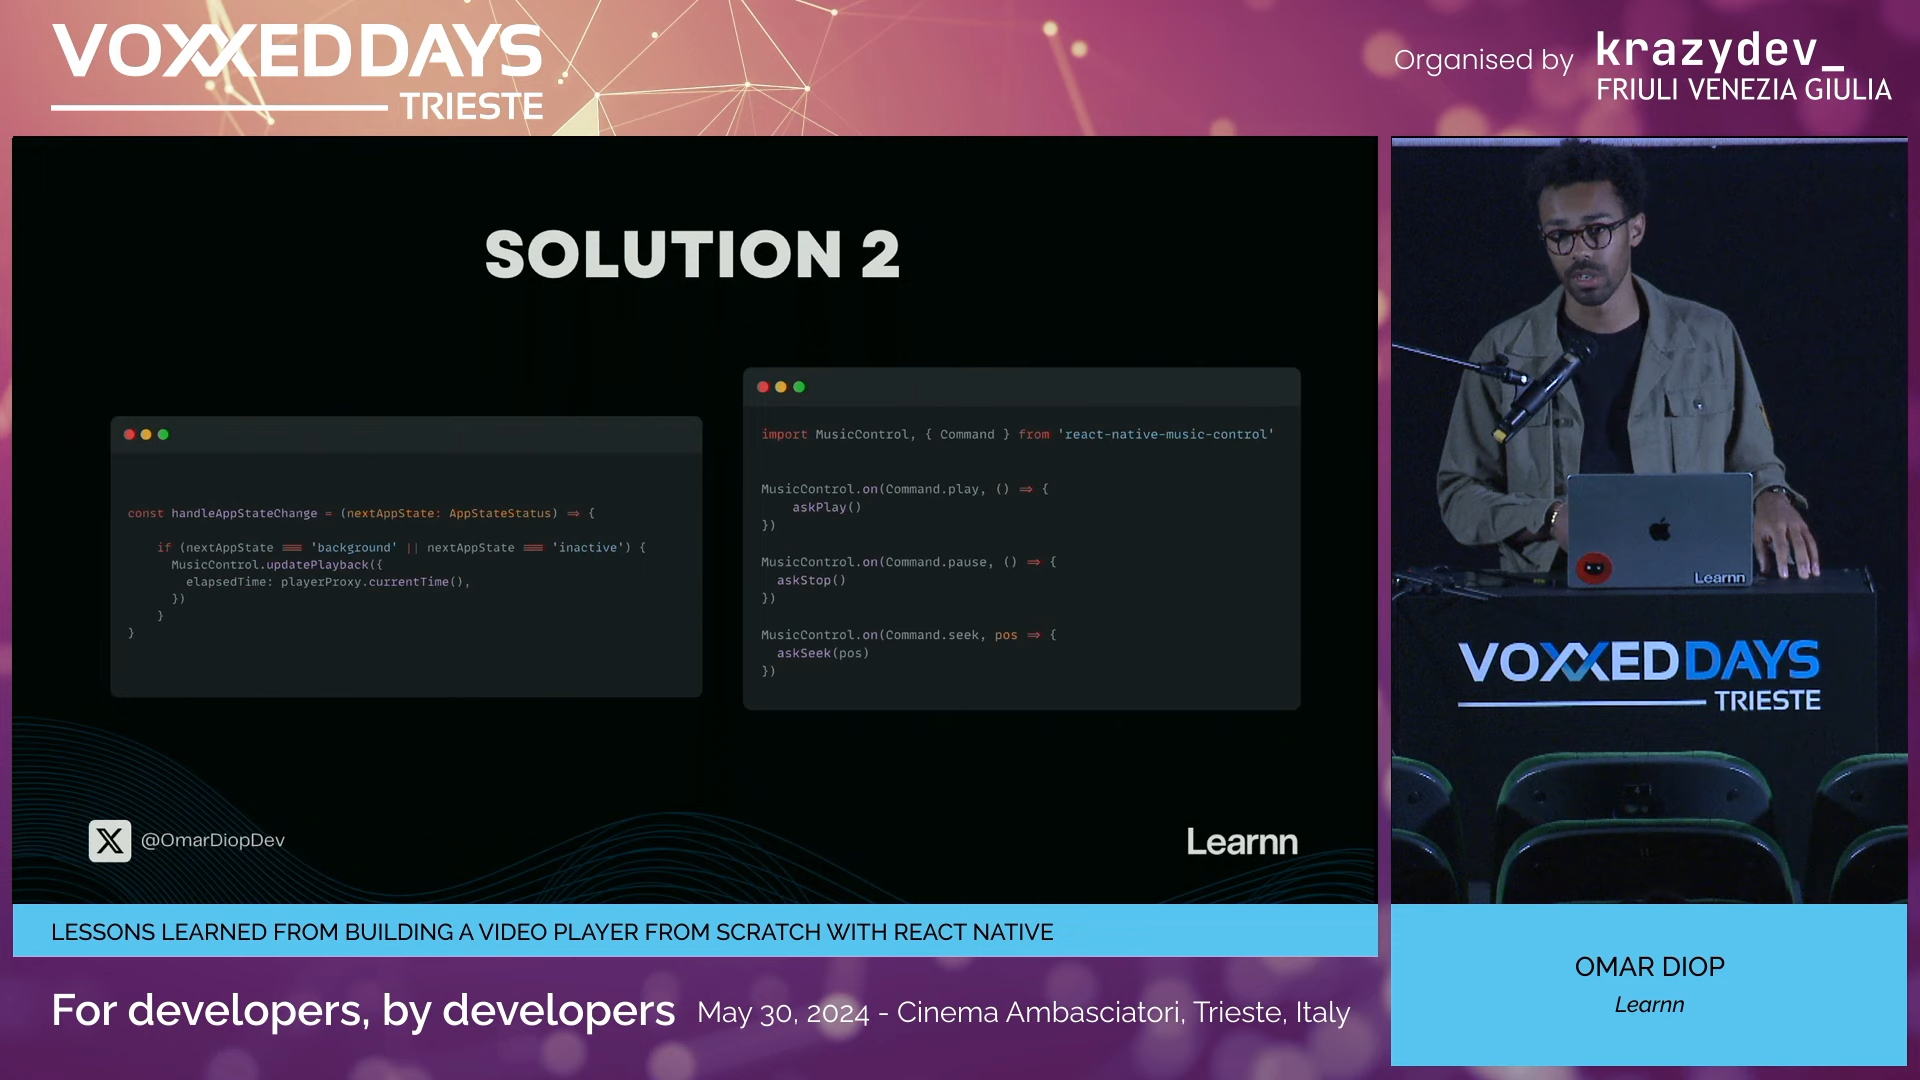 VOXXEDDAYS
TRIESTE
Organised by krazydev_
FRIULI VENEZIA GIULIA
SOLUTION 2
const handleAppStateChange = (nextAppState: AppStateStatus) => {
if (nextAppState === 'background' || nextAppState === 'inactive') {
MusicControl.updatePlayback({
elapsedTime: playerProxy.currentTime(),
})
}
}
import MusicControl, { Command } from 'react-native-music-control'
MusicControl.on(Command.play, () => {
askPlay()
})
MusicControl.on(Command.pause, () => {
askStop()
})
MusicControl.on(Command.seek, pos => {
askSeek(pos)
})
X @OmarDiopDev
Learnn
Learnn
VOXXEDDAYS
TRIESTE
LESSONS LEARNED FROM BUILDING A VIDEO PLAYER FROM SCRATCH WITH REACT NATIVE
OMAR DIOP
Learnn
For developers, by developers May 30, 2024 - Cinema Ambasciatori, Trieste, Italy